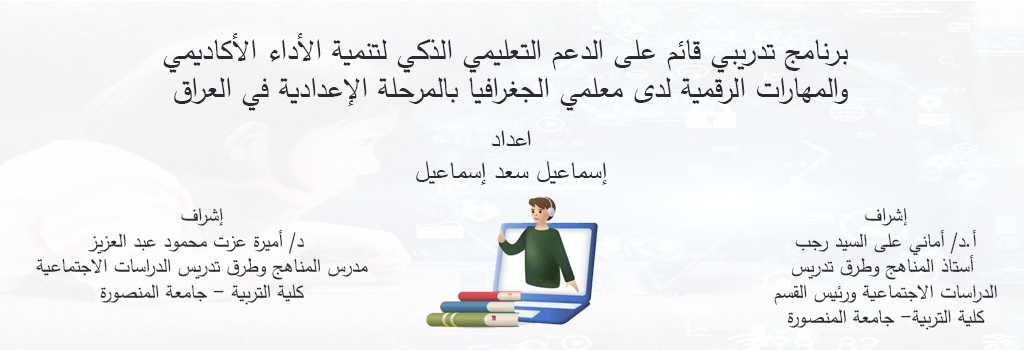 برنامج تدريبي قائم على الدعم التعليمي الذكي لتنمية الأداء الأكاديمي
والمهارات الرقمية لدى معلمي الجغرافيا بالمرحلة الإعدادية في العراق
اعداد
إسماعيل سعد إسماعيل
إشراف
أ.د/ أماني على السيد رجب
أستاذ المناهج وطرق تدريس
الدراسات الاجتماعية ورئيس القسم
كلية التربية– جامعة المنصورة
إشراف
د/ أميرة عزت محمود عبد العزيز
مدرس المناهج وطرق تدريس الدراسات الاجتماعية
كلية التربية – جامعة المنصورة